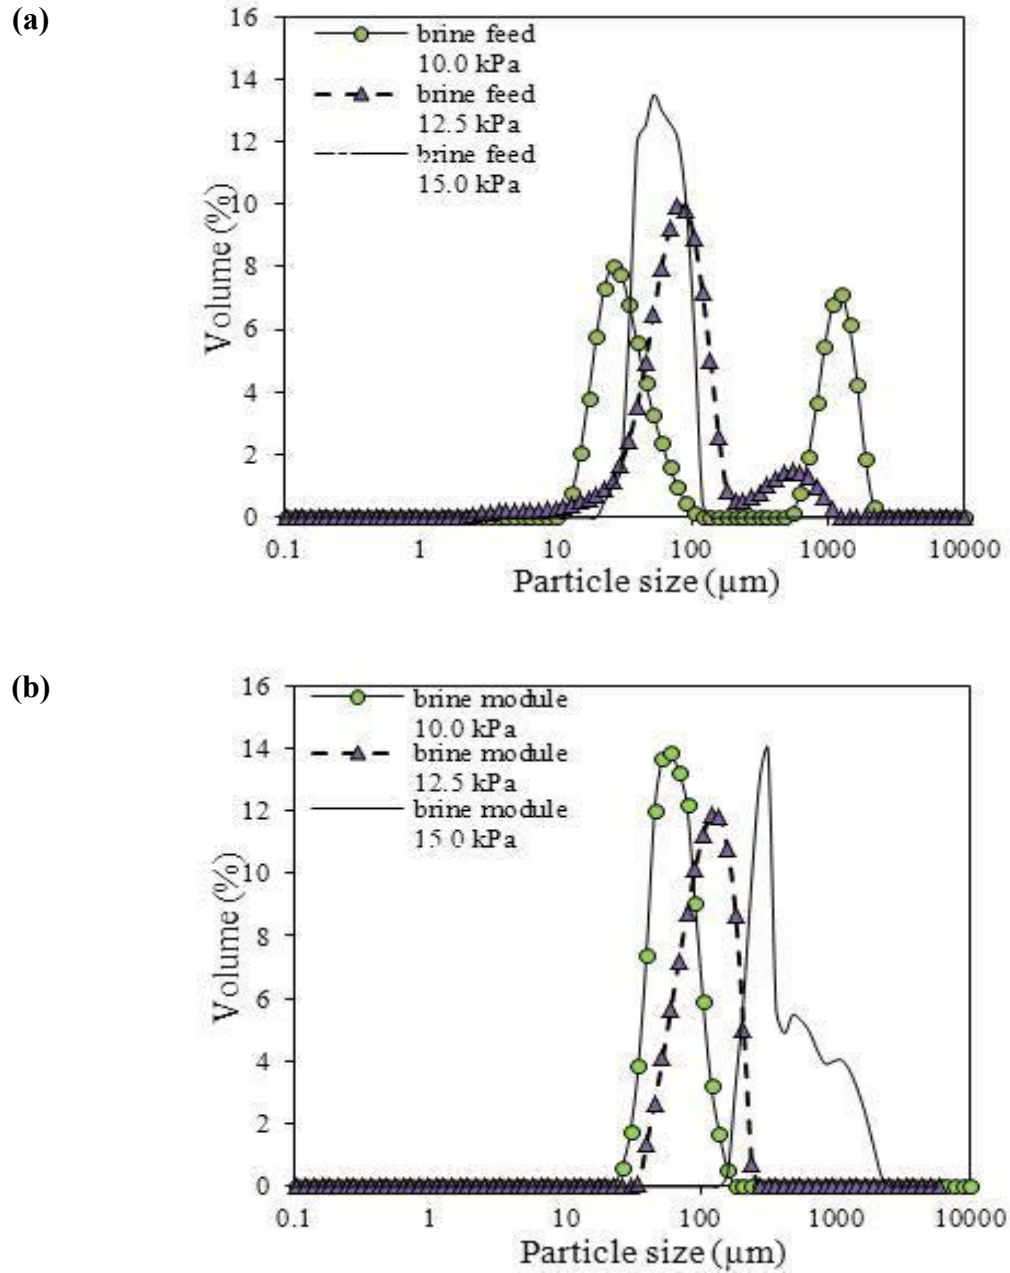 (a)
16
14
12
10
8
6
4
2
0
Volume (%)
brine feed
10.0 kPa
brine feed
12.5 kPa
brine feed
15.0 kPa
0.1 1 10 100 1000 10000
Particle size (µm)
(b)
16
14
12
10
8
6
4
2
0
Volume (%)
brine module
10.0 kPa
brine module
12.5 kPa
brine module
15 0 kPa
0.1 1 10 100 1000 10000
Particle size (µm)